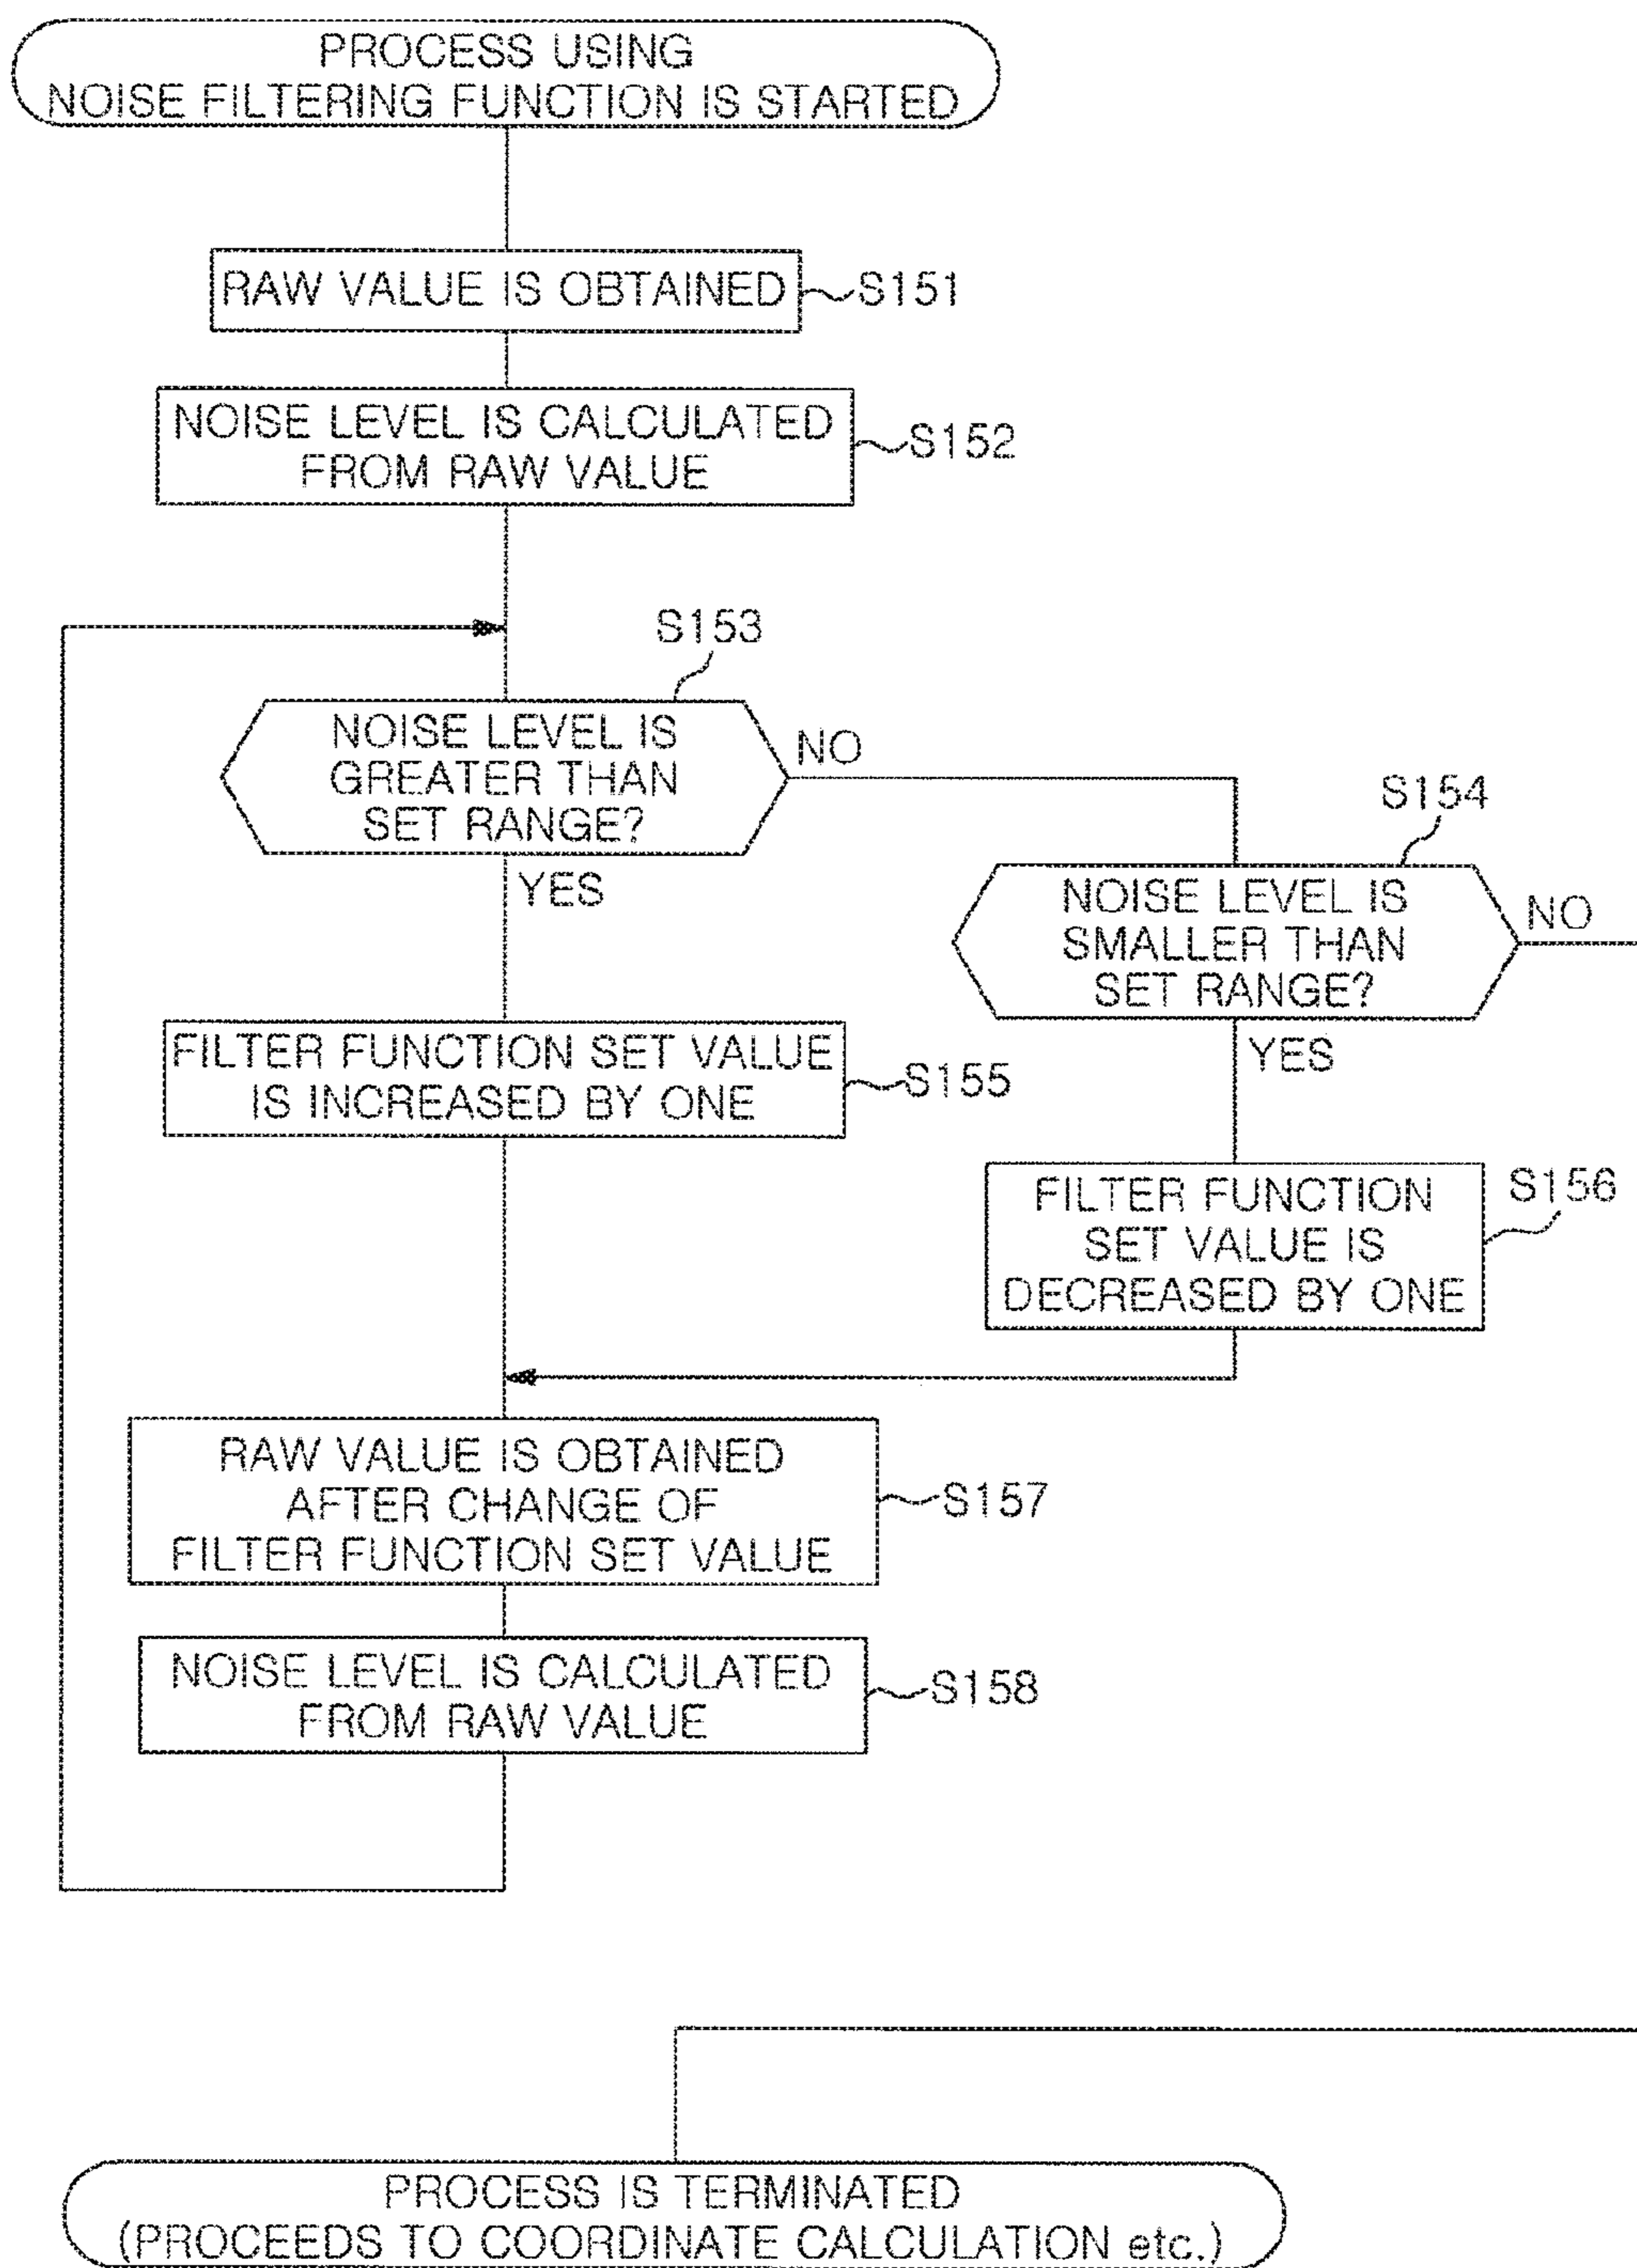 PROCESS USING
NOISE FILTERING FUNCTION IS STARTED
RAW VALUE IS OBTAINED
S151
NOISE LEVEL IS CALCULATED
FROM RAW VALUE
S152
S153
NOISE LEVEL IS
GREATER THAN
SET RANGE?
NO
YES
S154
NOISE LEVEL IS
SMALLER THAN
SET RANGE?
NO
YES
FILTER FUNCTION SET VALUE
IS INCREASED BY ONE
S155
FILTER FUNCTION
SET VALUE IS
DECREASED BY ONE
S156
RAW VALUE IS OBTAINED
AFTER CHANGE OF
FILTER FUNCTION SET VALUE
S157
NOISE LEVEL IS CALCULATED
FROM RAW VALUE
S158
PROCESS IS TERMINATED
(PROCEEDS TO COORDINATE CALCULATION etc.)